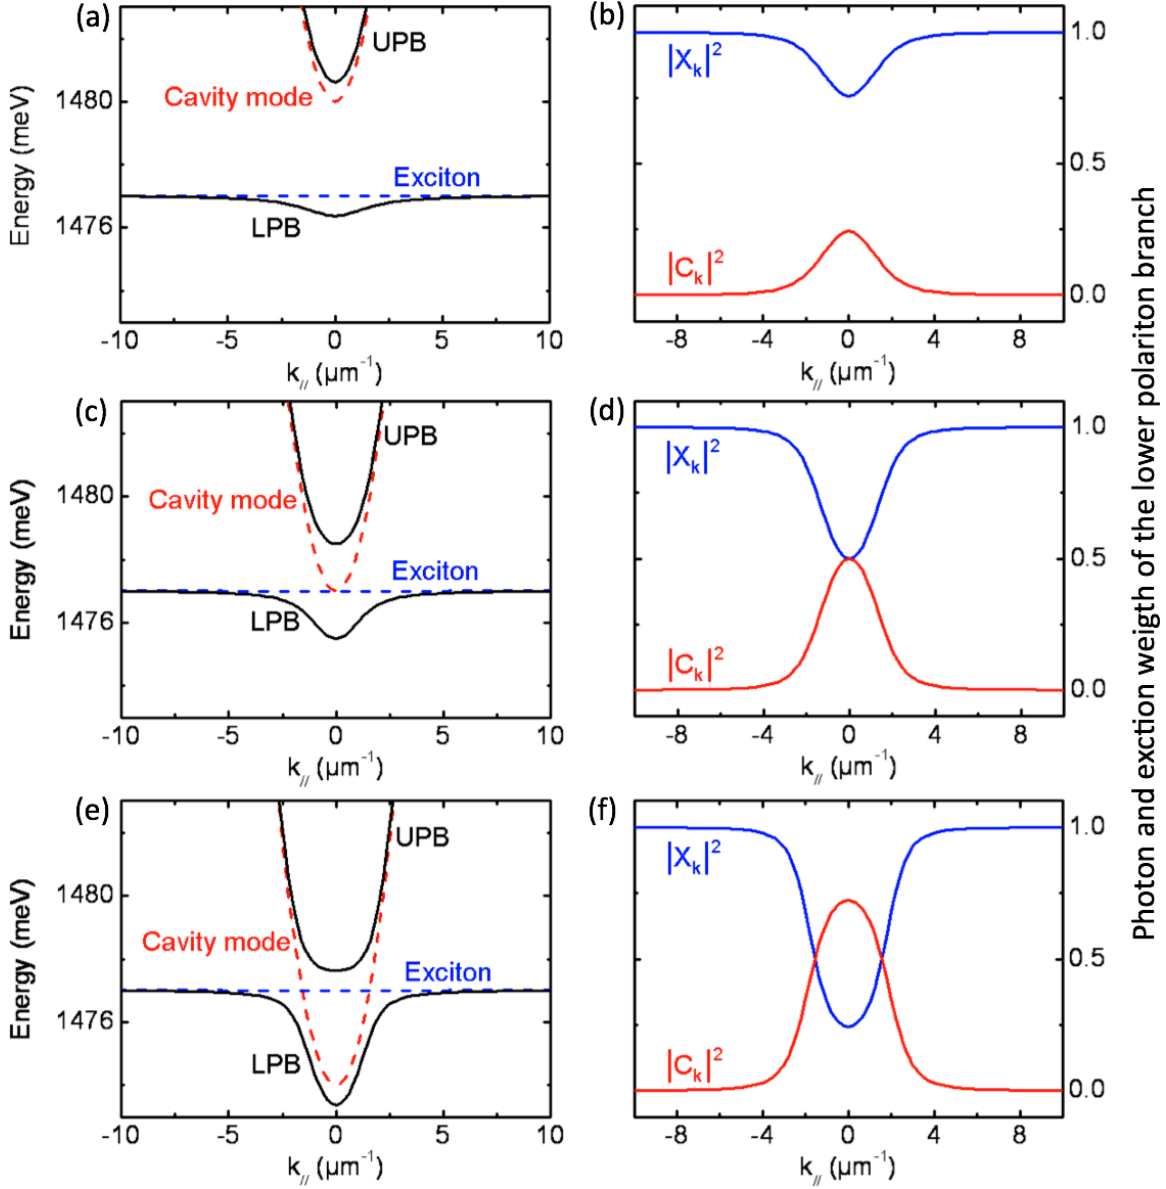 (a)
UPB
Cavity mode
1480
Exciton
1476
LPB
Energy (meV)
-10 -5 0 5 10
k// (µm⁻¹)
(b)
|Xₖ|²
|Cₖ|²
1.0
0.5
0.0
-8 -4 0 4 8
k// (µm⁻¹)
(c)
UPB
1480
Cavity mode
Exciton
1476
LPB
Energy (meV)
-10 -5 0 5 10
k// (µm⁻¹)
(d)
|Xₖ|²
|Cₖ|²
1.0
0.5
0.0
-8 -4 0 4 8
k// (µm⁻¹)
(e)
UPB
1480
Cavity mode
Exciton
1476
LPB
Energy (meV)
-10 -5 0 5 10
k// (µm⁻¹)
(f)
|Xₖ|²
|Cₖ|²
1.0
0.5
0.0
-8 -4 0 4 8
k// (µm⁻¹)
Photon and exction weigth of the lower polariton branch